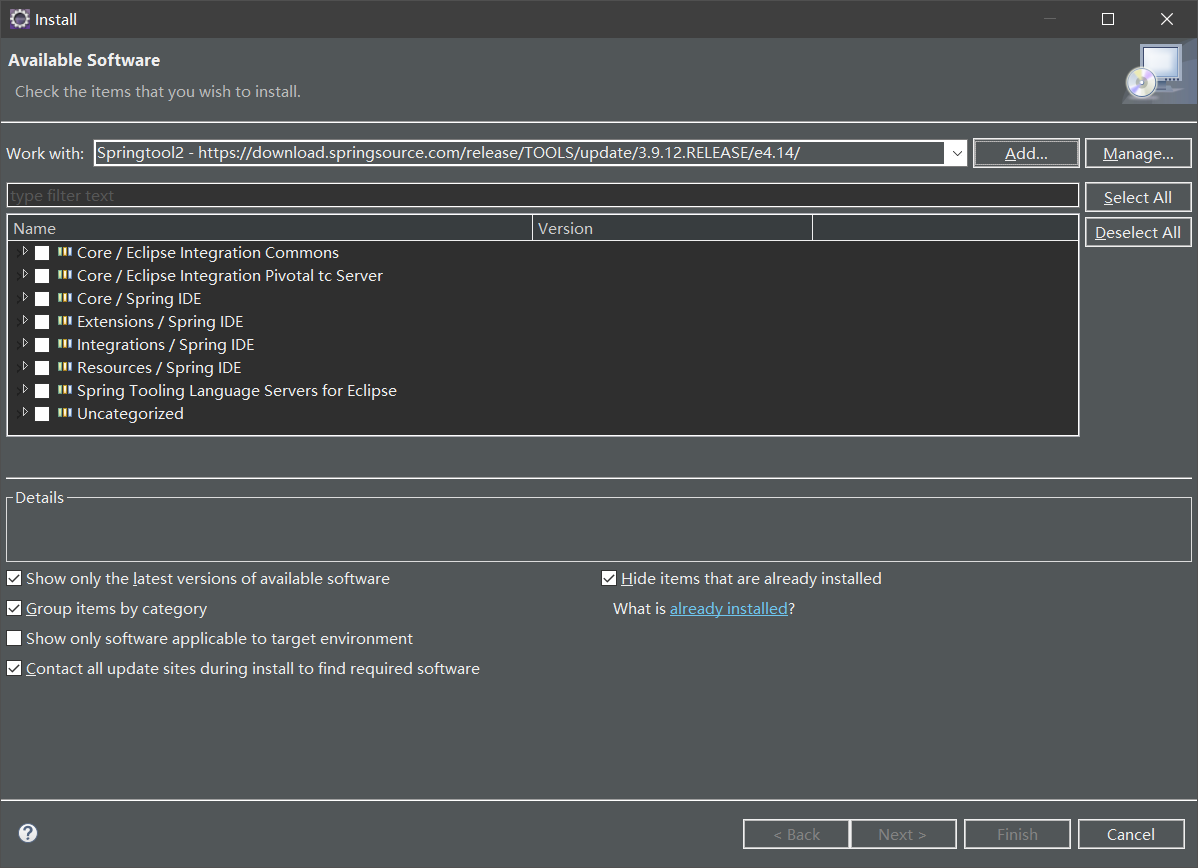 Install
Available Software
Check the items that you wish to install.
Work with: Springtool2 - https://download.springsource.com/release/TOOLS/update/3.9.12.RELEASE/e4.14/ Add... Manage...
type filter text Select All
Name Version Deselect All
Core / Eclipse Integration Commons
Core / Eclipse Integration Pivotal tc Server
Core / Spring IDE
Extensions / Spring IDE
Integrations / Spring IDE
Resources / Spring IDE
Spring Tooling Language Servers for Eclipse
Uncategorized
Details
Show only the latest versions of available software Hide items that are already installed
Group items by category What is already installed?
Show only software applicable to target environment
Contact all update sites during install to find required software
? < Back Next > Finish Cancel